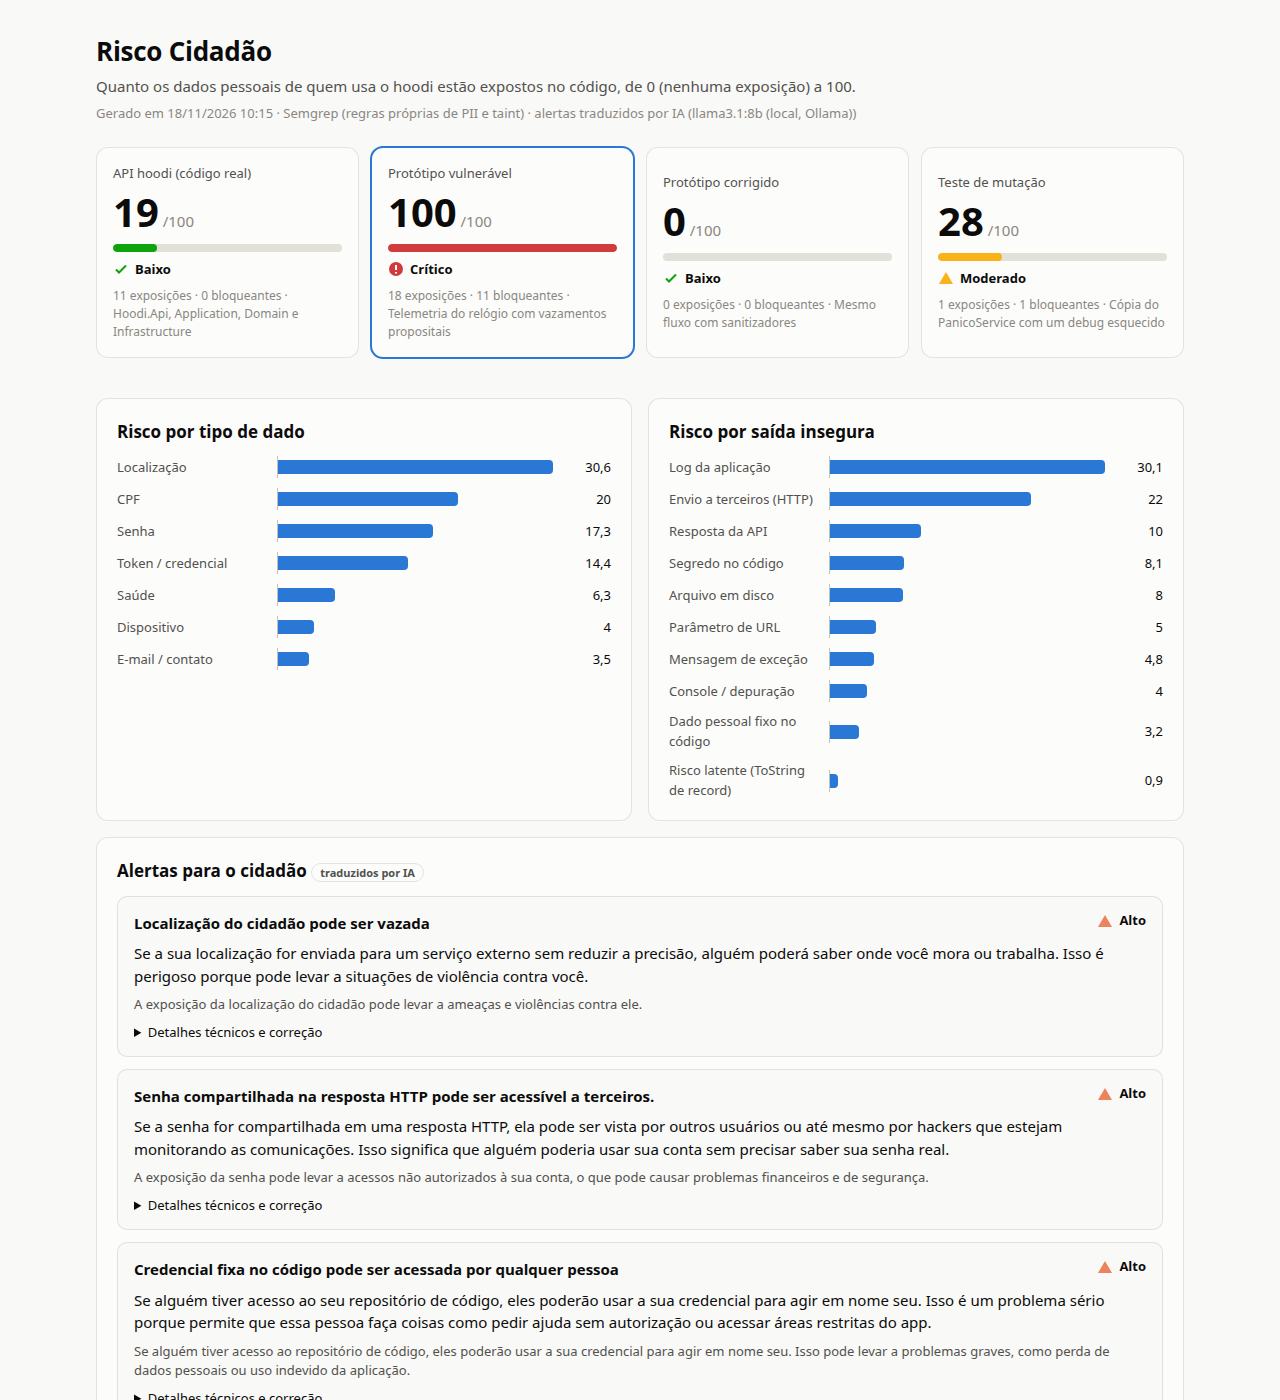 Risco Cidadão
Quanto os dados pessoais de quem usa o hoodi estão expostos no código, de 0 (nenhuma exposição) a 100.
Gerado em 18/11/2026 10:15 · Semgrep (regras próprias de PII e taint) · alertas traduzidos por IA (llama3.1:8b (local, Ollama))
API hoodi (código real)
19 /100
Baixo
11 exposições · 0 bloqueantes ·
Hoodi.Api, Application, Domain e
Infrastructure
Protótipo vulnerável
100 /100
Crítico
18 exposições · 11 bloqueantes ·
Telemetria do relógio com vazamentos
propositais
Protótipo corrigido
0 /100
Baixo
0 exposições · 0 bloqueantes · Mesmo
fluxo com sanitizadores
Teste de mutação
28 /100
Moderado
1 exposições · 1 bloqueantes · Cópia do
PanicoService com um debug esquecido
Risco por tipo de dado
Localização 30,6
CPF 20
Senha 17,3
Token / credencial 14,4
Saúde 6,3
Dispositivo 4
E-mail / contato 3,5
Risco por saída insegura
Log da aplicação 30,1
Envio a terceiros (HTTP) 22
Resposta da API 10
Segredo no código 8,1
Arquivo em disco 8
Parâmetro de URL 5
Mensagem de exceção 4,8
Console / depuração 4
Dado pessoal fixo no
código 3,2
Risco latente (ToString
de record) 0,9
Alertas para o cidadão traduzidos por IA
Localização do cidadão pode ser vazada Alto
Se a sua localização for enviada para um serviço externo sem reduzir a precisão, alguém poderá saber onde você mora ou trabalha. Isso é
perigoso porque pode levar a situações de violência contra você.
A exposição da localização do cidadão pode levar a ameaças e violências contra ele.
Detalhes técnicos e correção
Senha compartilhada na resposta HTTP pode ser acessível a terceiros. Alto
Se a senha for compartilhada em uma resposta HTTP, ela pode ser vista por outros usuários ou até mesmo por hackers que estejam
monitorando as comunicações. Isso significa que alguém poderia usar sua conta sem precisar saber sua senha real.
A exposição da senha pode levar a acessos não autorizados à sua conta, o que pode causar problemas financeiros e de segurança.
Detalhes técnicos e correção
Credencial fixa no código pode ser acessada por qualquer pessoa Alto
Se alguém tiver acesso ao seu repositório de código, eles poderão usar a sua credencial para agir em nome seu. Isso é um problema sério
porque permite que essa pessoa faça coisas como pedir ajuda sem autorização ou acessar áreas restritas do app.
Se alguém tiver acesso ao repositório de código, eles poderão usar a sua credencial para agir em nome seu. Isso pode levar a problemas graves, como perda de
dados pessoais ou uso indevido da aplicação.
Detalhes técnicos e correção